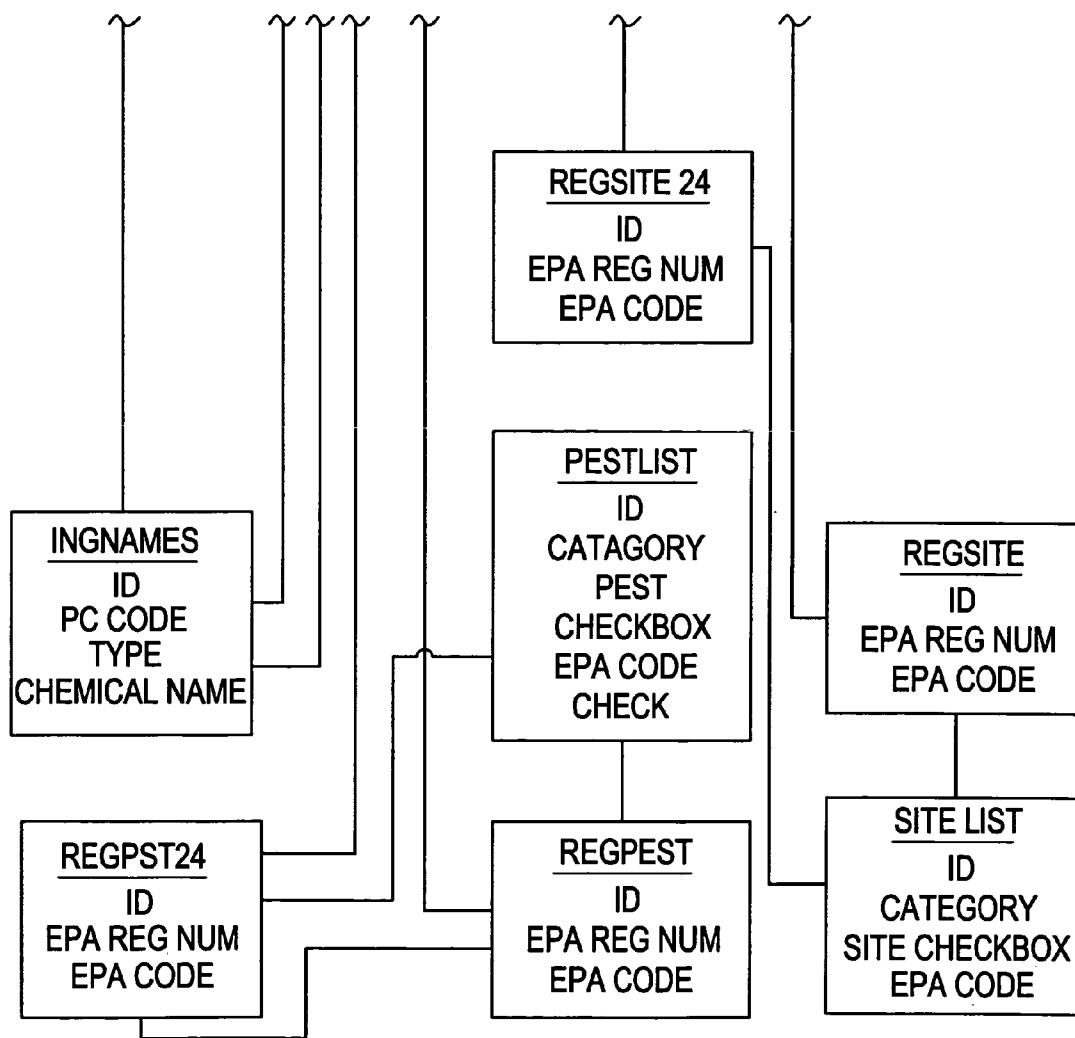 REGSITE 24
ID
EPA REG NUM
EPA CODE
PESTLIST
ID
CATAGORY
PEST
CHECKBOX
EPA CODE
CHECK
INGNAMES
ID
PC CODE
TYPE
CHEMICAL NAME
REGSITE
ID
EPA REG NUM
EPA CODE
REGPST24
ID
EPA REG NUM
EPA CODE
REGPEST
ID
EPA REG NUM
EPA CODE
SITE LIST
ID
CATEGORY
SITE CHECKBOX
EPA CODE